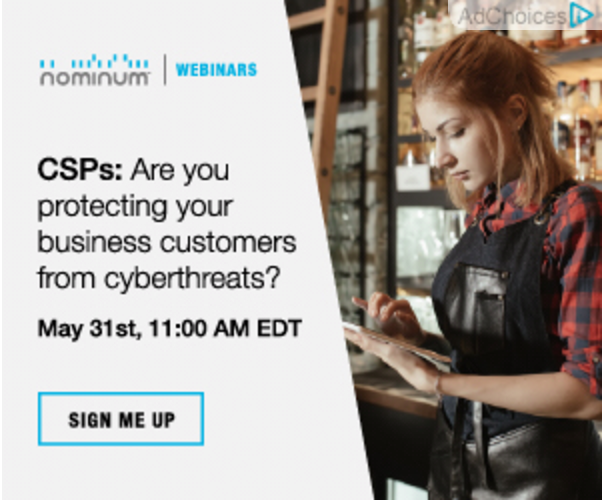 AdChoices
nominum | WEBINARS
CSPs: Are you
protecting your
business customers
from cyberthreats?
May 31st, 11:00 AM EDT
SIGN ME UP